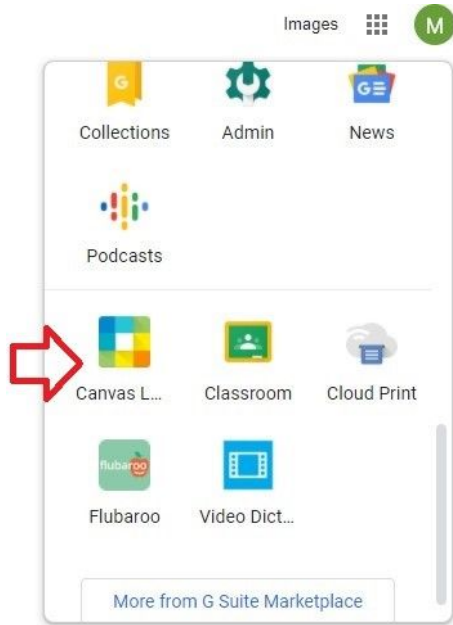 Images
M
G
Collections
Admin
News
Podcasts
Canvas L...
Classroom
Cloud Print
flubaroo
Flubaroo
Video Dict...
More from G Suite Marketplace